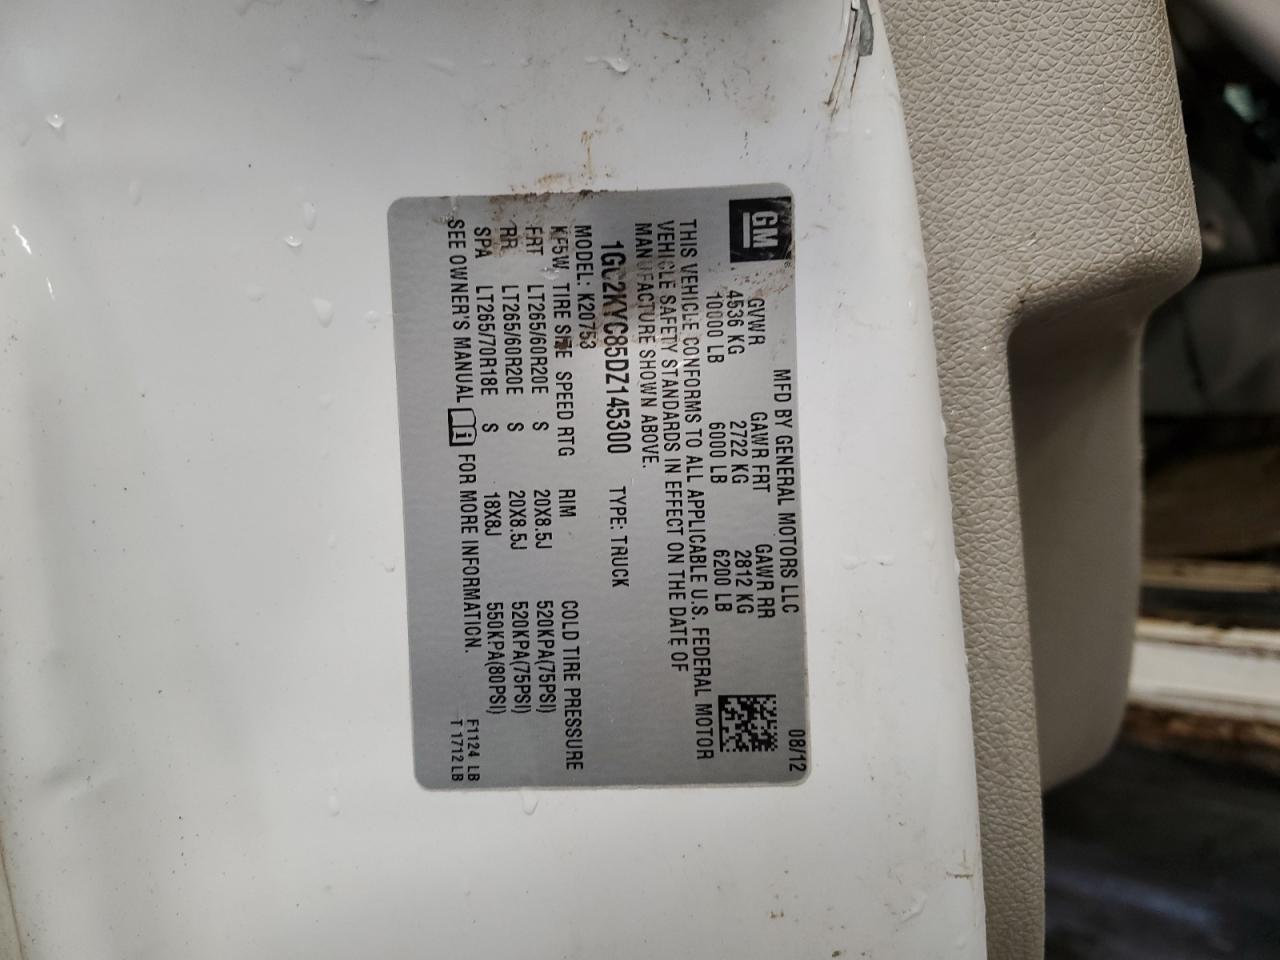 GM
MFD BY GENERAL MOTORS LLC 08/12
GVWR GAWR FRT GAWR RR
4536 KG 2722 KG 2812 KG
10000 LB 6000 LB 6200 LB
THIS VEHICLE CONFORMS TO ALL APPLICABLE U.S. FEDERAL MOTOR
VEHICLE SAFETY STANDARDS IN EFFECT ON THE DATE OF
MANUFACTURE SHOWN ABOVE.
1GC2KYC85DZ145300 TYPE: TRUCK
MODEL: K20753
KF5W TIRE SIZE SPEED RTG RIM COLD TIRE PRESSURE
FRT LT265/60R20E S 20X8.5J 520KPA(75PSI)
RR LT265/60R20E S 20X8.5J 520KPA(75PSI)
SPA LT265/70R18E S 18X8J 550KPA(80PSI)
SEE OWNER'S MANUAL FOR MORE INFORMATION.
F1124 LB
T 1712 LB